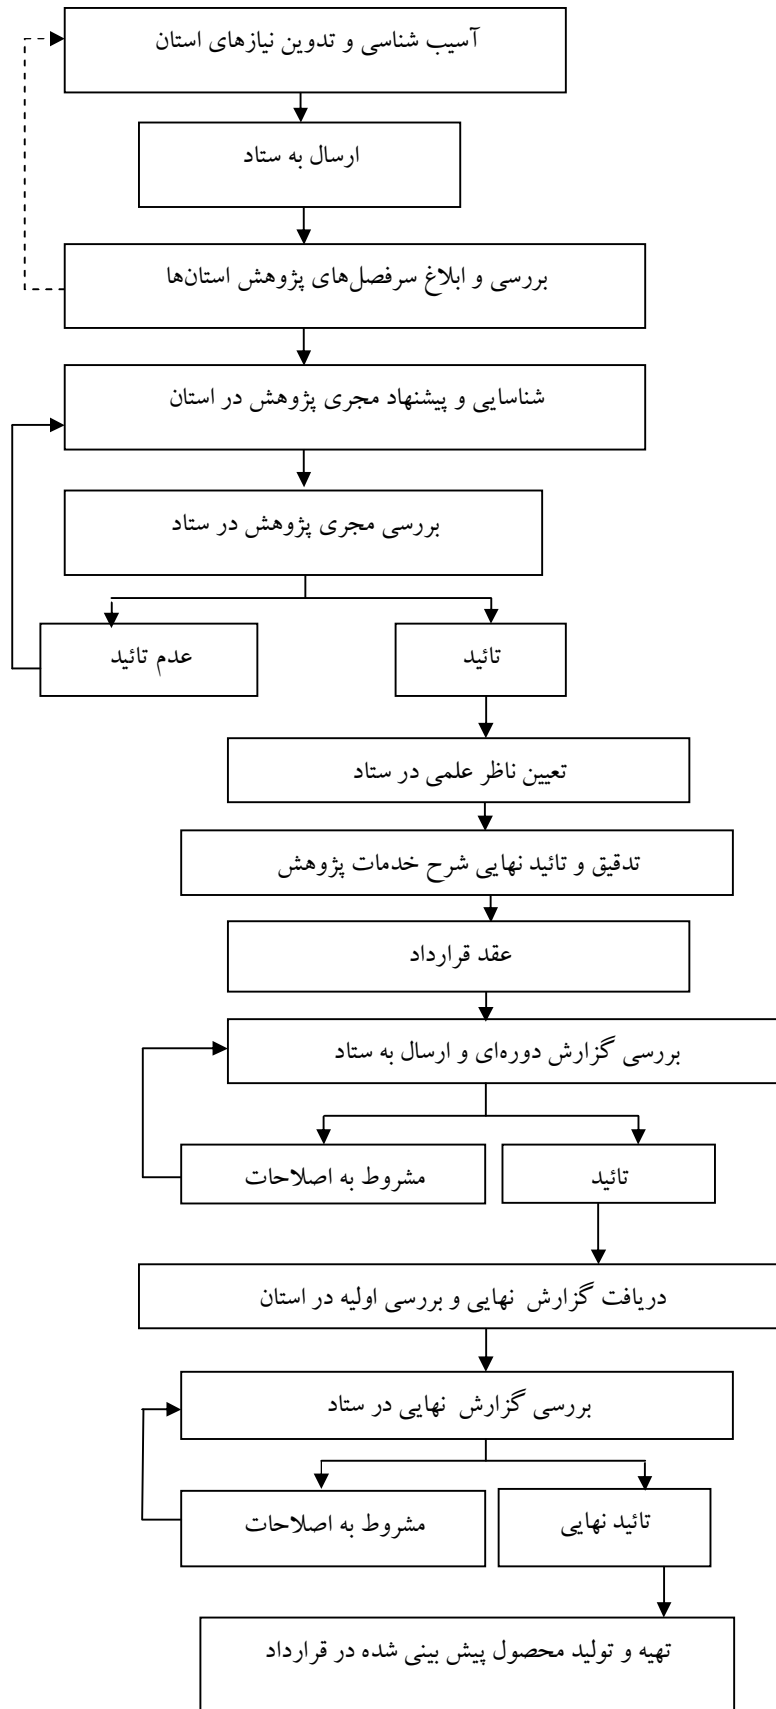 آسیب شناسی و تدوین نیازهای استان
ارسال به ستاد
بررسی و ابلاغ سرفصل‌های پژوهش استان‌ها
شناسایی و پیشنهاد مجری پژوهش در استان
بررسی مجری پژوهش در ستاد
تائید
عدم تائید
تعیین ناظر علمی در ستاد
تدقیق و تائید نهایی شرح خدمات پژوهش
عقد قرارداد
بررسی گزارش دوره‌ای و ارسال به ستاد
تائید
مشروط به اصلاحات
دریافت گزارش نهایی و بررسی اولیه در استان
بررسی گزارش نهایی در ستاد
تائید نهایی
مشروط به اصلاحات
تهیه و تولید محصول پیش بینی شده در قرارداد